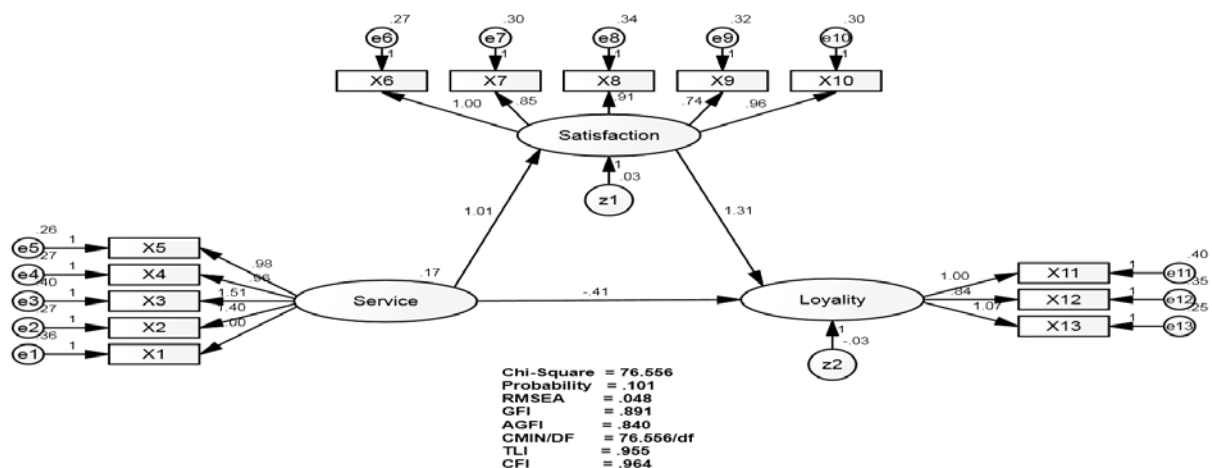 .27 .30 .34 .32 .30
e6 e7 e8 e9 e10
1 1 1 1 1
X6 X7 X8 X9 X10
1.00 .85 .91 .74 .96
Satisfaction
1
.03
z1
1.01 1.31
.26
e5 1 X5 .98
.27
e4 1 X4 .96
.40
e3 1 X3 1.51
.27
e2 1 X2 1.40
.36
e1 1 X1 1.00
.17
Service
-.41
Loyality
1
-.03
z2
.40
1.00 X11 1 e11
.35
.84 X12 1 e12
.25
1.07 X13 1 e13
Chi-Square = 76.556
Probability = .101
RMSEA = .048
GFI = .891
AGFI = .840
CMIN/DF = 76.556/df
TLI = .955
CFI = .964